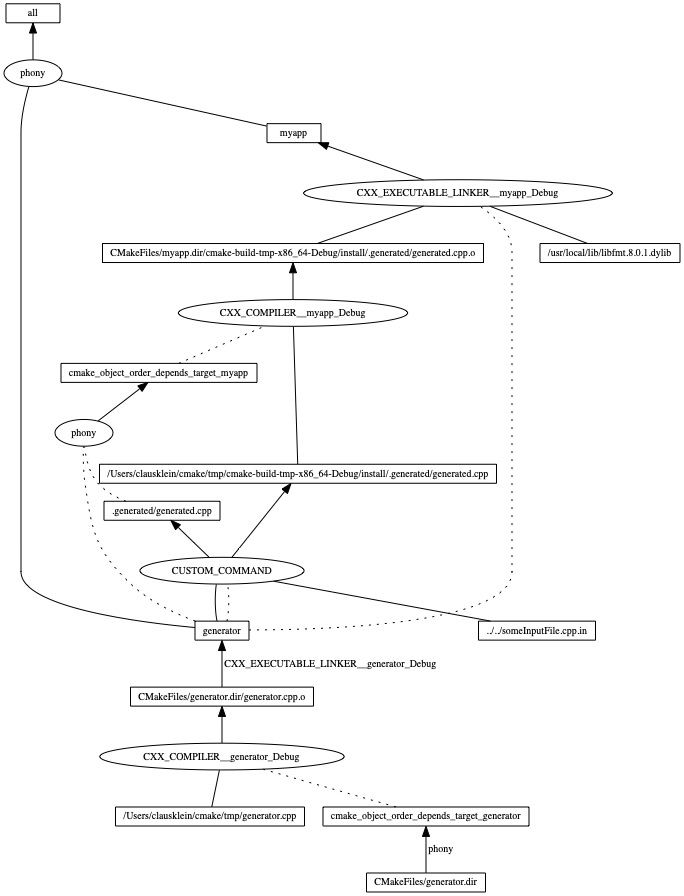 all
phony
myapp
CXX_EXECUTABLE_LINKER__myapp_Debug
CMakeFiles/myapp.dir/cmake-build-tmp-x86_64-Debug/install/.generated/generated.cpp.o
/usr/local/lib/libfmt.8.0.1.dylib
CXX_COMPILER__myapp_Debug
cmake_object_order_depends_target_myapp
phony
/Users/clausklein/cmake/tmp/cmake-build-tmp-x86_64-Debug/install/.generated/generated.cpp
.generated/generated.cpp
CUSTOM_COMMAND
generator
../../someInputFile.cpp.in
CXX_EXECUTABLE_LINKER__generator_Debug
CMakeFiles/generator.dir/generator.cpp.o
CXX_COMPILER__generator_Debug
/Users/clausklein/cmake/tmp/generator.cpp
cmake_object_order_depends_target_generator
phony
CMakeFiles/generator.dir